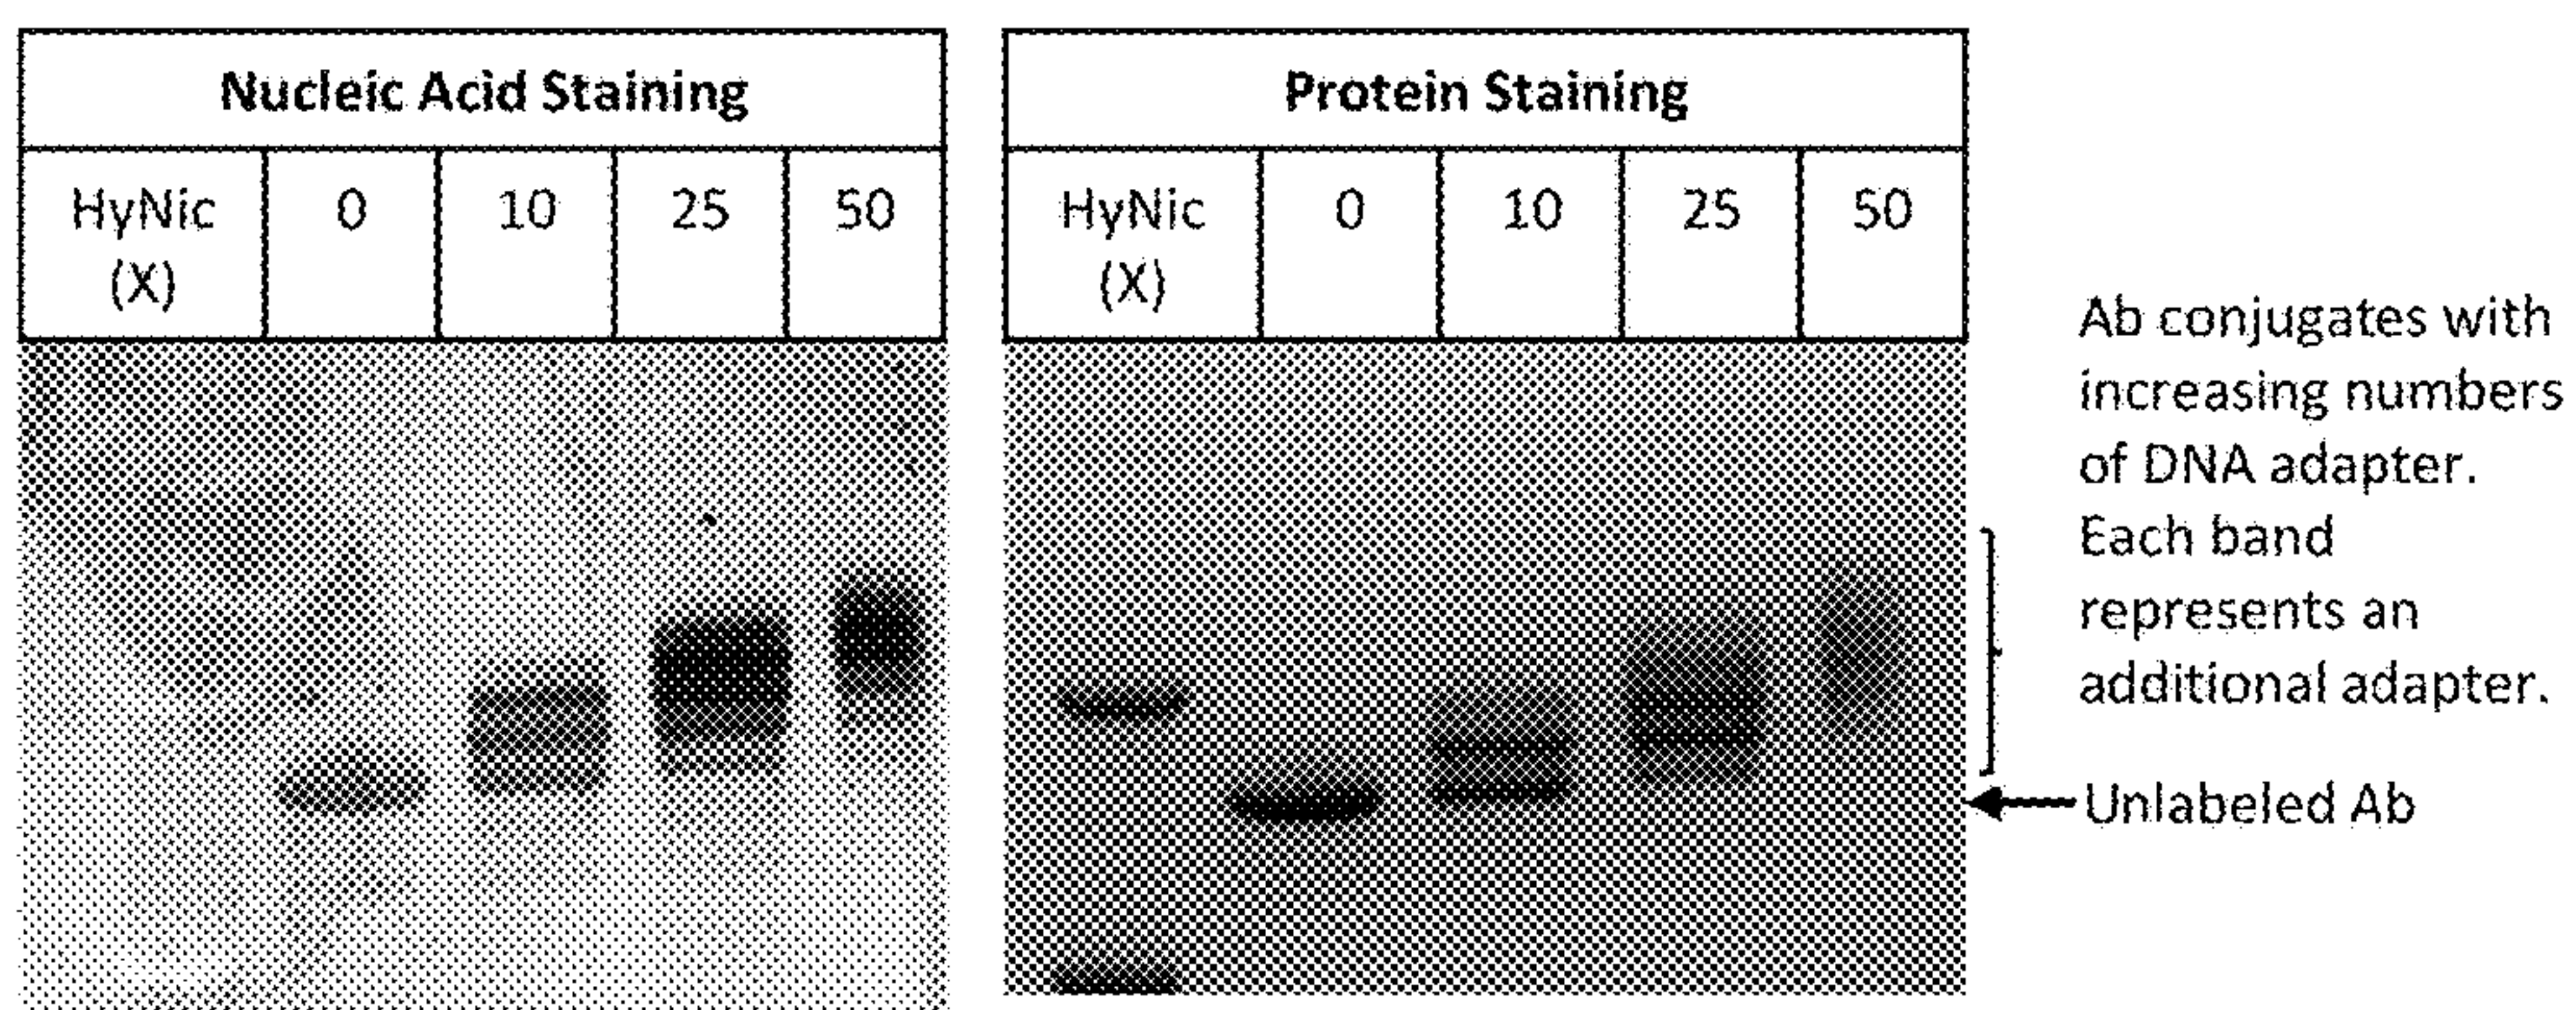 Nucleic Acid Staining
HyNic (X) 0 10 25 50
Protein Staining
HyNic (X) 0 10 25 50
Ab conjugates with
increasing numbers
of DNA adapter.
Each band
represents an
additional adapter.
Unlabeled Ab